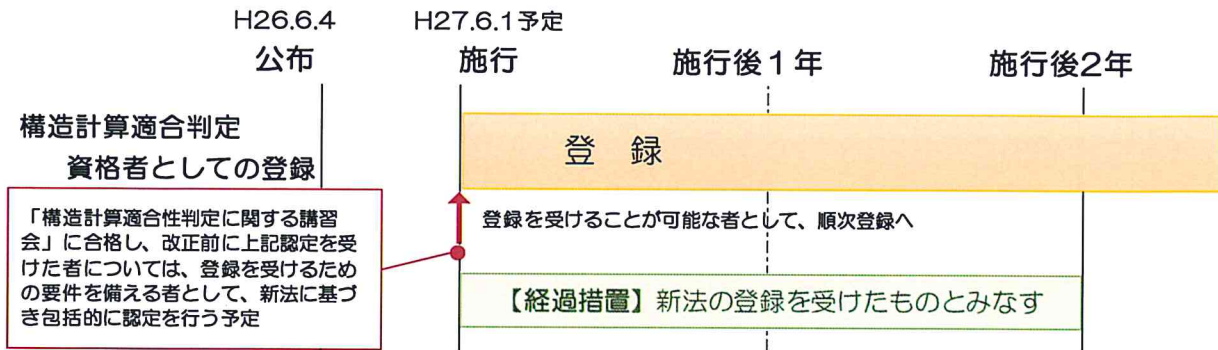 H26.6.4
H27.6.1予定
公布
施行
施行後1年
施行後2年
構造計算適合判定
資格者としての登録
登 録
「構造計算適合性判定に関する講習
会」に合格し、改正前に上記認定を受
けた者については、登録を受けるため
の要件を備える者として、新法に基づ
き包括的に認定を行う予定
登録を受けることが可能な者として、順次登録へ
【経過措置】新法の登録を受けたものとみなす